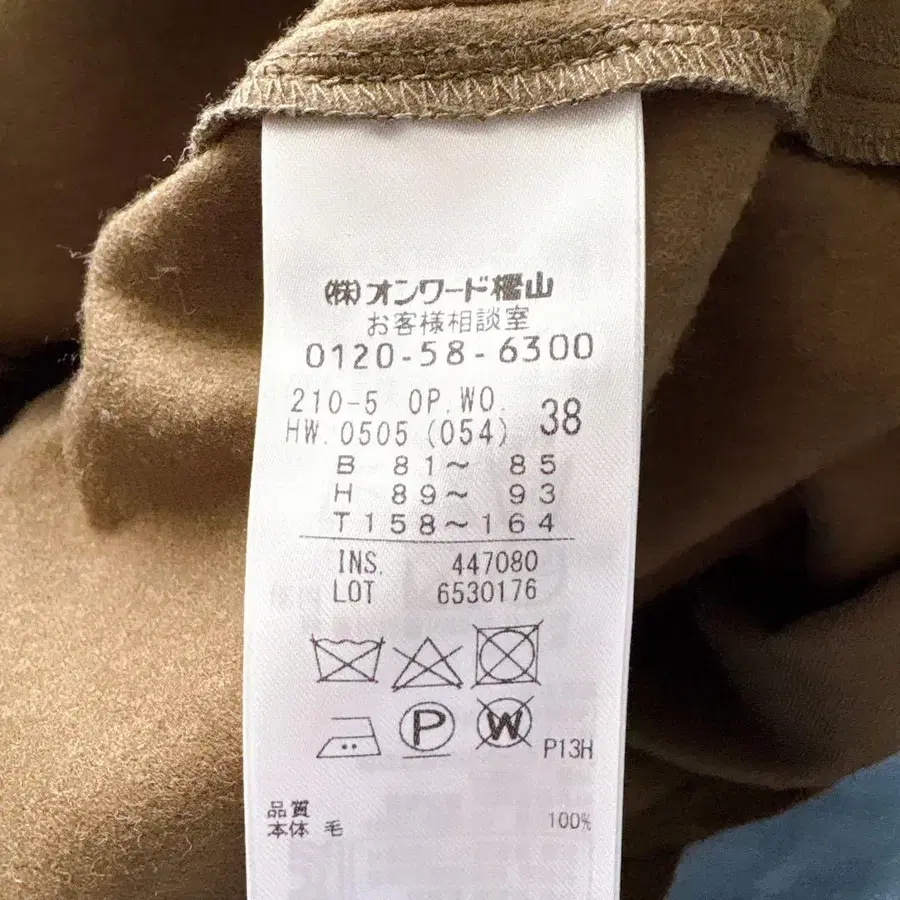 (株)オンワード樫山
お客様相談室
0120-58-6300
210-5 OP.WO. 38
HW.0505(054)
B 81~ 85
H 89~ 93
T158~164
INS. 447080
LOT 6530176
P W P13H
品質
本体 毛 100%